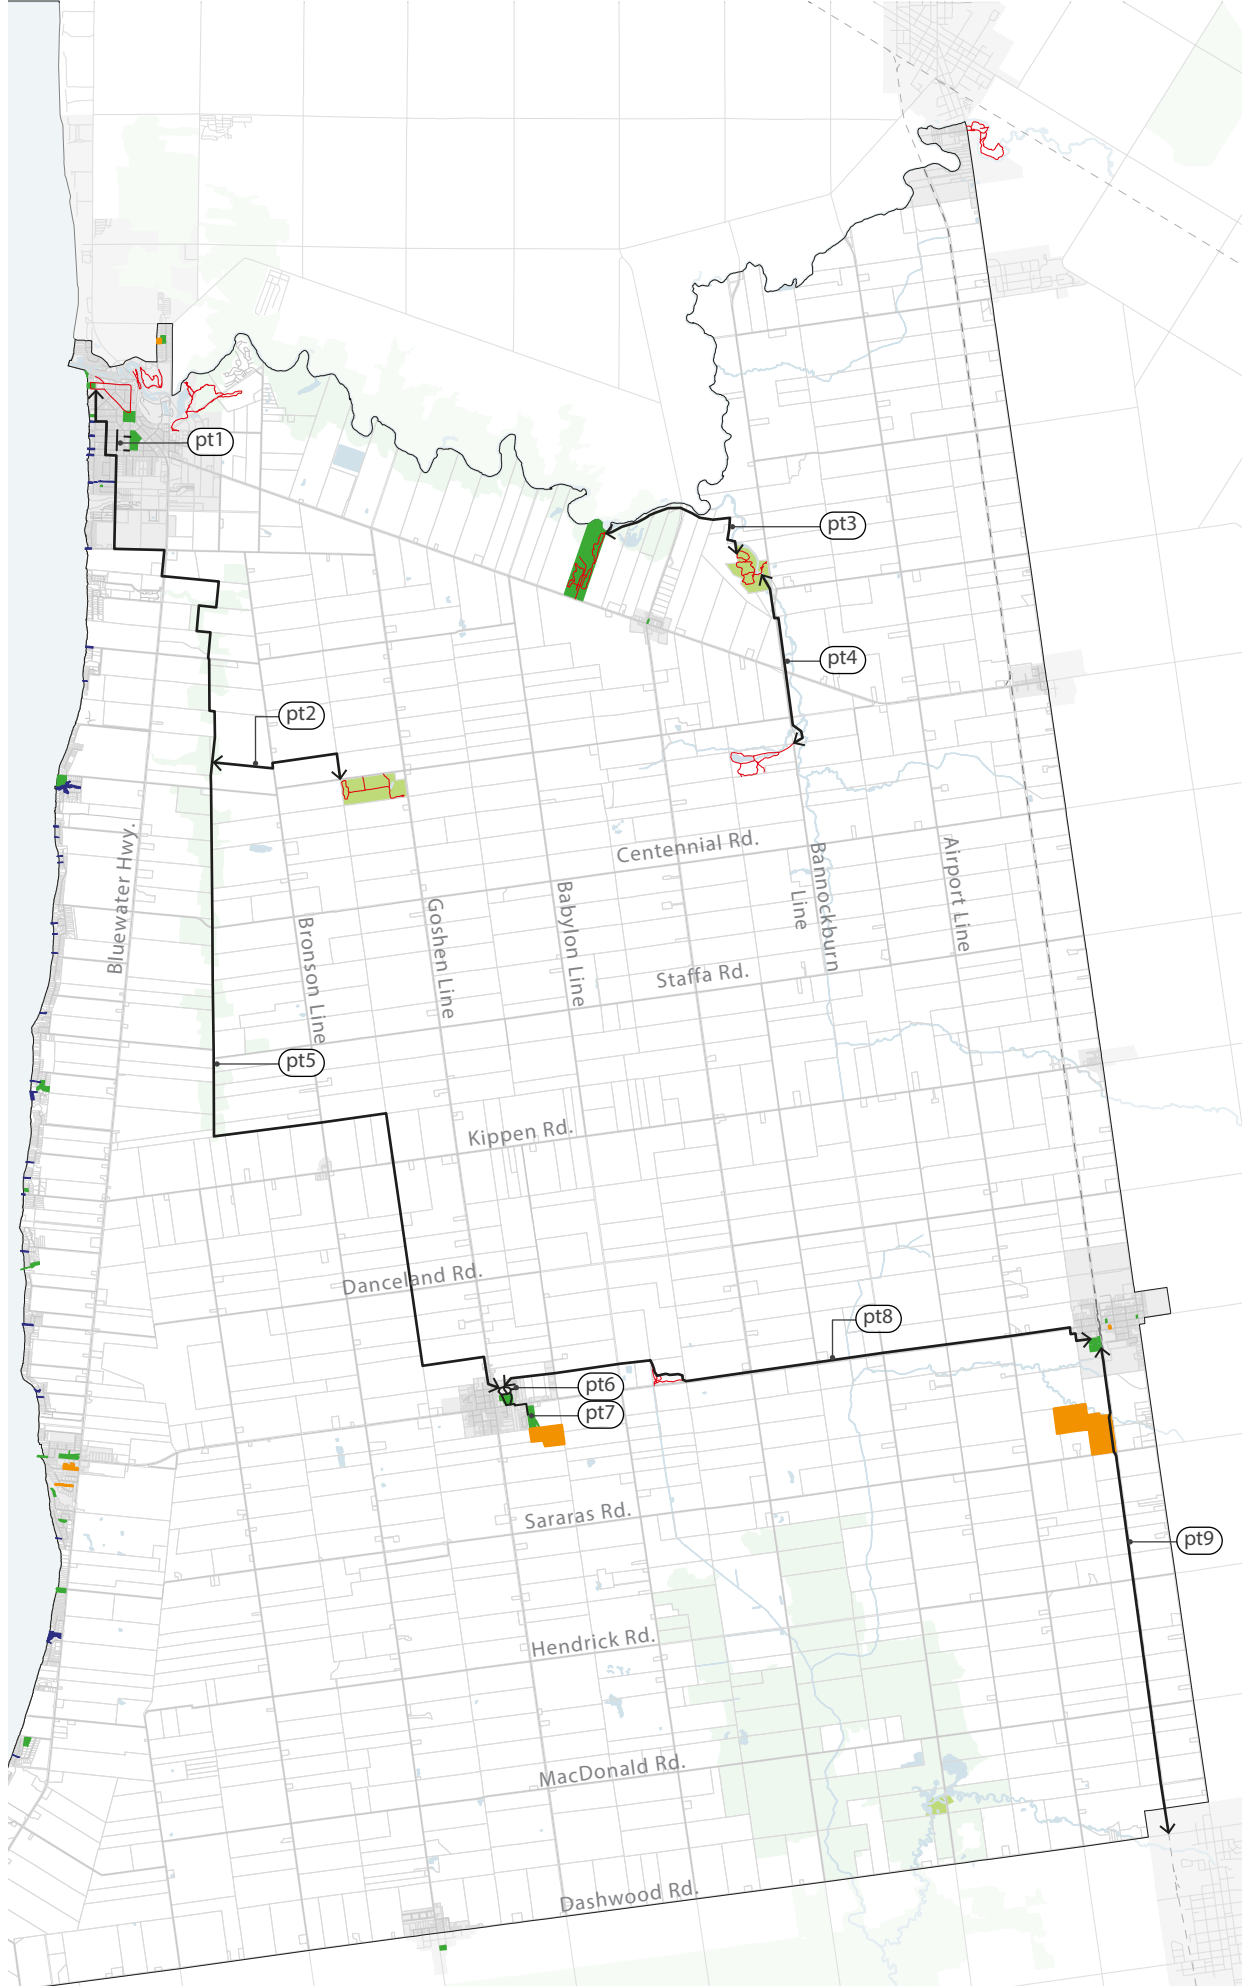 pt1
pt3
pt4
pt2
Centennial Rd.
Bluewater Hwy.
Bronson Line
Goshen Line
Babylon Line
Bannockburn
Line
Airport Line
Staffa Rd.
pt5
Kippen Rd.
Danceland Rd.
pt8
pt6
pt7
Sararas Rd.
pt9
Hendrick Rd.
MacDonald Rd.
Dashwood Rd.